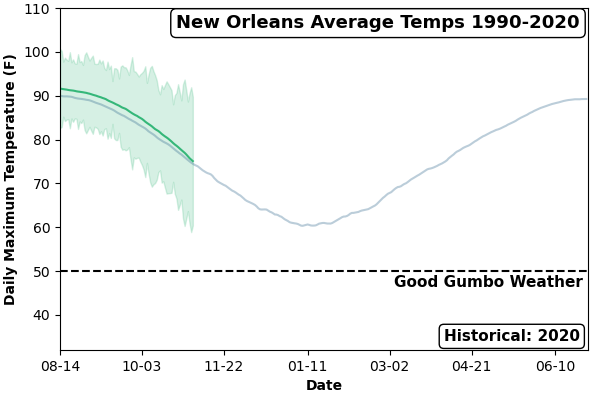 New Orleans Average Temps 1990-2020
110
100
90
80
70
60
50
40
Daily Maximum Temperature (F)
Good Gumbo Weather
Historical: 2020
08-14 10-03 11-22 01-11 03-02 04-21 06-10
Date